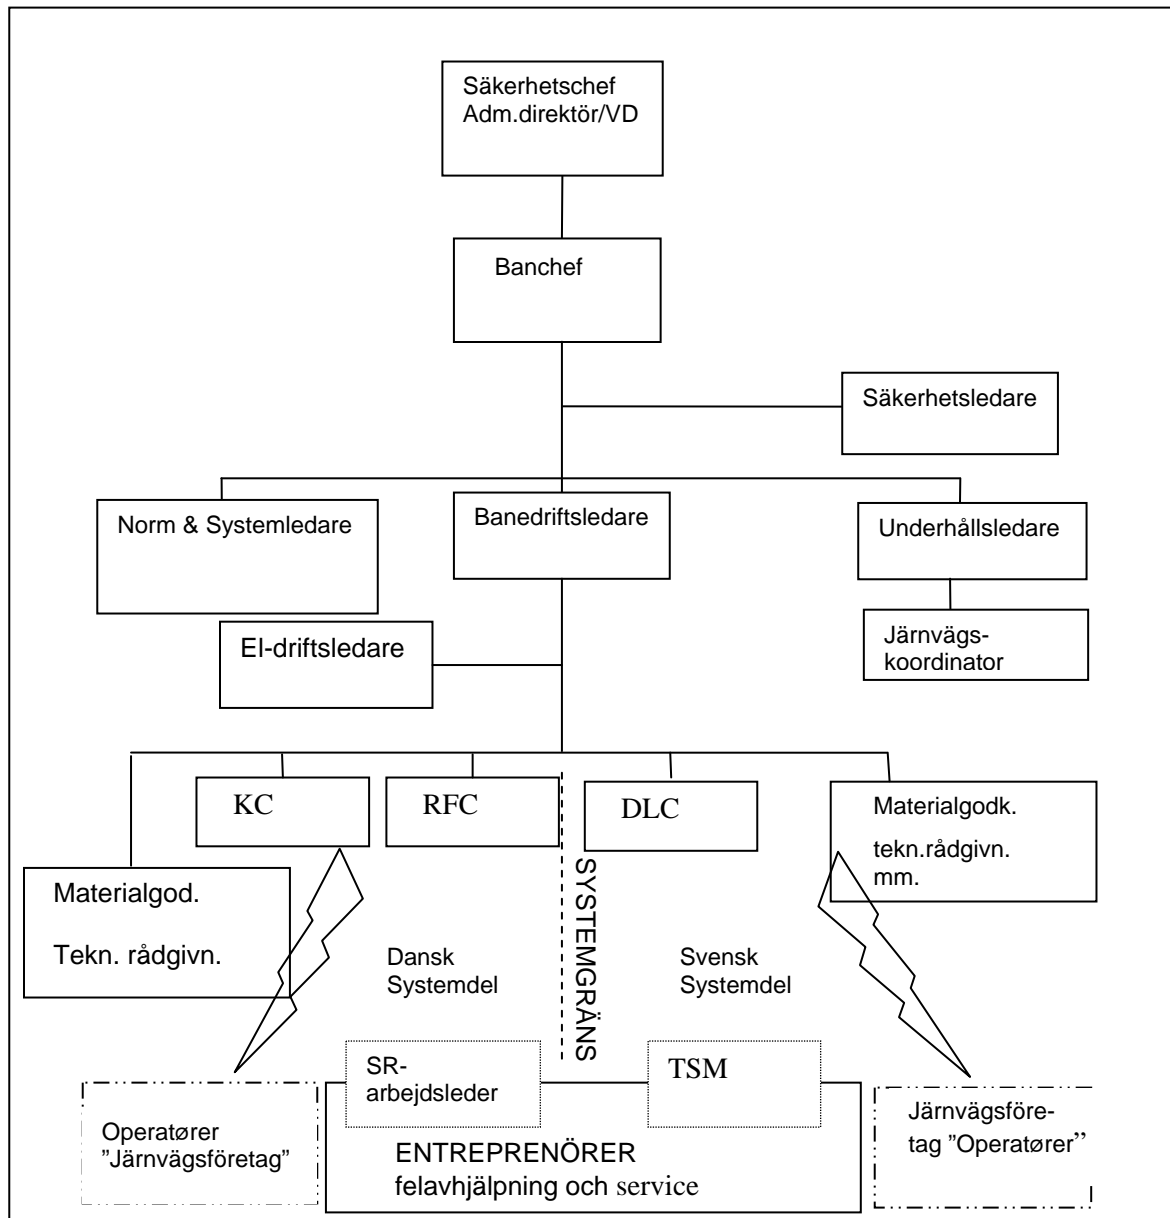 Säkerhetschef
Adm.direktör/VD
Banchef
Säkerhetsledare
Norm & Systemledare
Banedriftsledare
Underhållsledare
El-driftsledare
Järnvägs-
koordinator
KC
RFC
DLC
Materialgodk.
tekn.rådgivn.
mm.
Materialgod.
Tekn. rådgivn.
SYSTEMGRÄNS
Dansk
Systemdel
Svensk
Systemdel
SR-
arbejdsleder
TSM
Operatører
"Järnvägsföretag"
ENTREPRENÖRER
felavhjälpning och service
Järnvägsföre-
tag "Operatører"